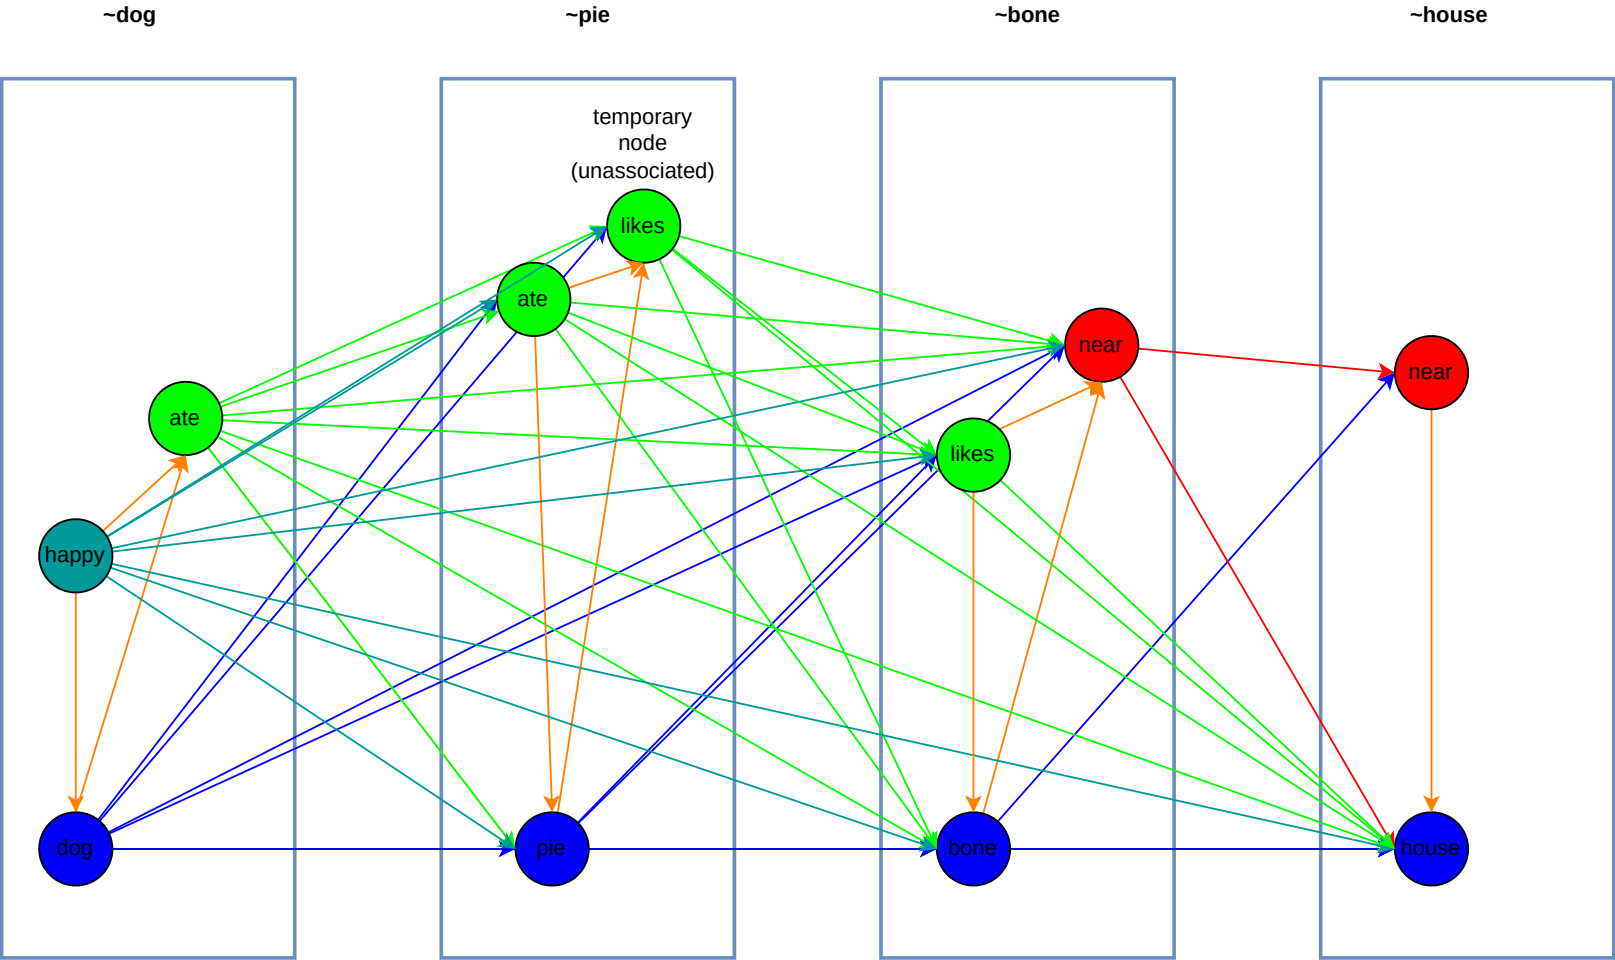 ~dog
~pie
~bone
~house
temporary
node
(unassociated)
likes
ate
near
near
ate
likes
happy
dog
pie
bone
house